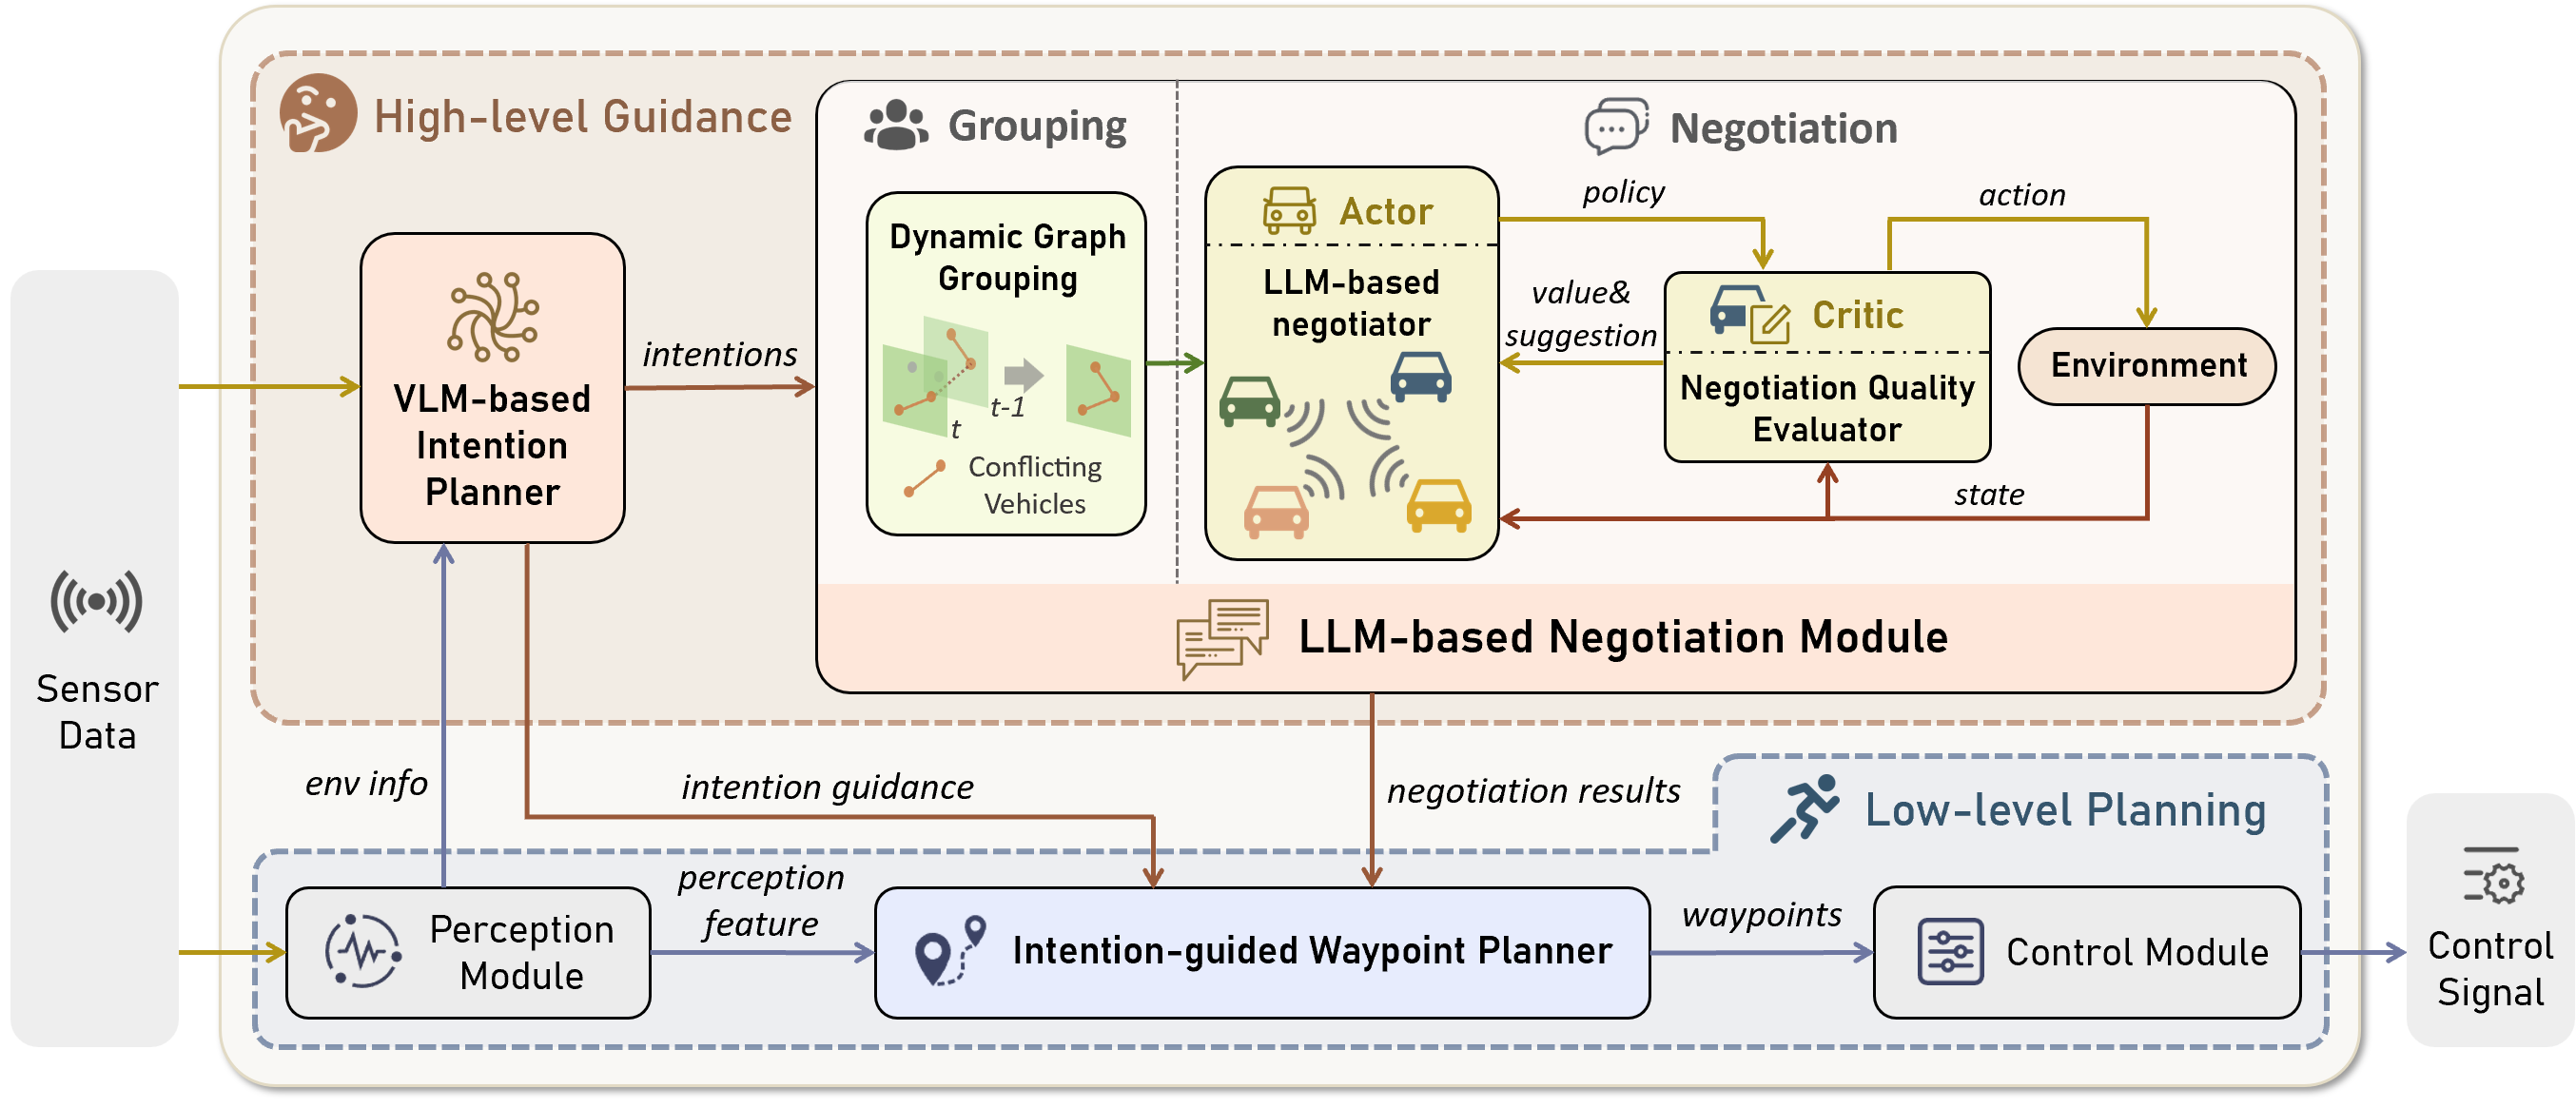 High-level Guidance
Grouping
Negotiation
Dynamic Graph
Grouping
t
t-1
Conflicting
Vehicles
Actor
LLM-based
negotiator
policy
action
value&
suggestion
Critic
Negotiation Quality
Evaluator
Environment
state
VLM-based
Intention
Planner
intentions
LLM-based Negotiation Module
Sensor
Data
env info
intention guidance
negotiation results
Low-level Planning
Perception
Module
perception
feature
Intention-guided Waypoint Planner
waypoints
Control Module
Control
Signal